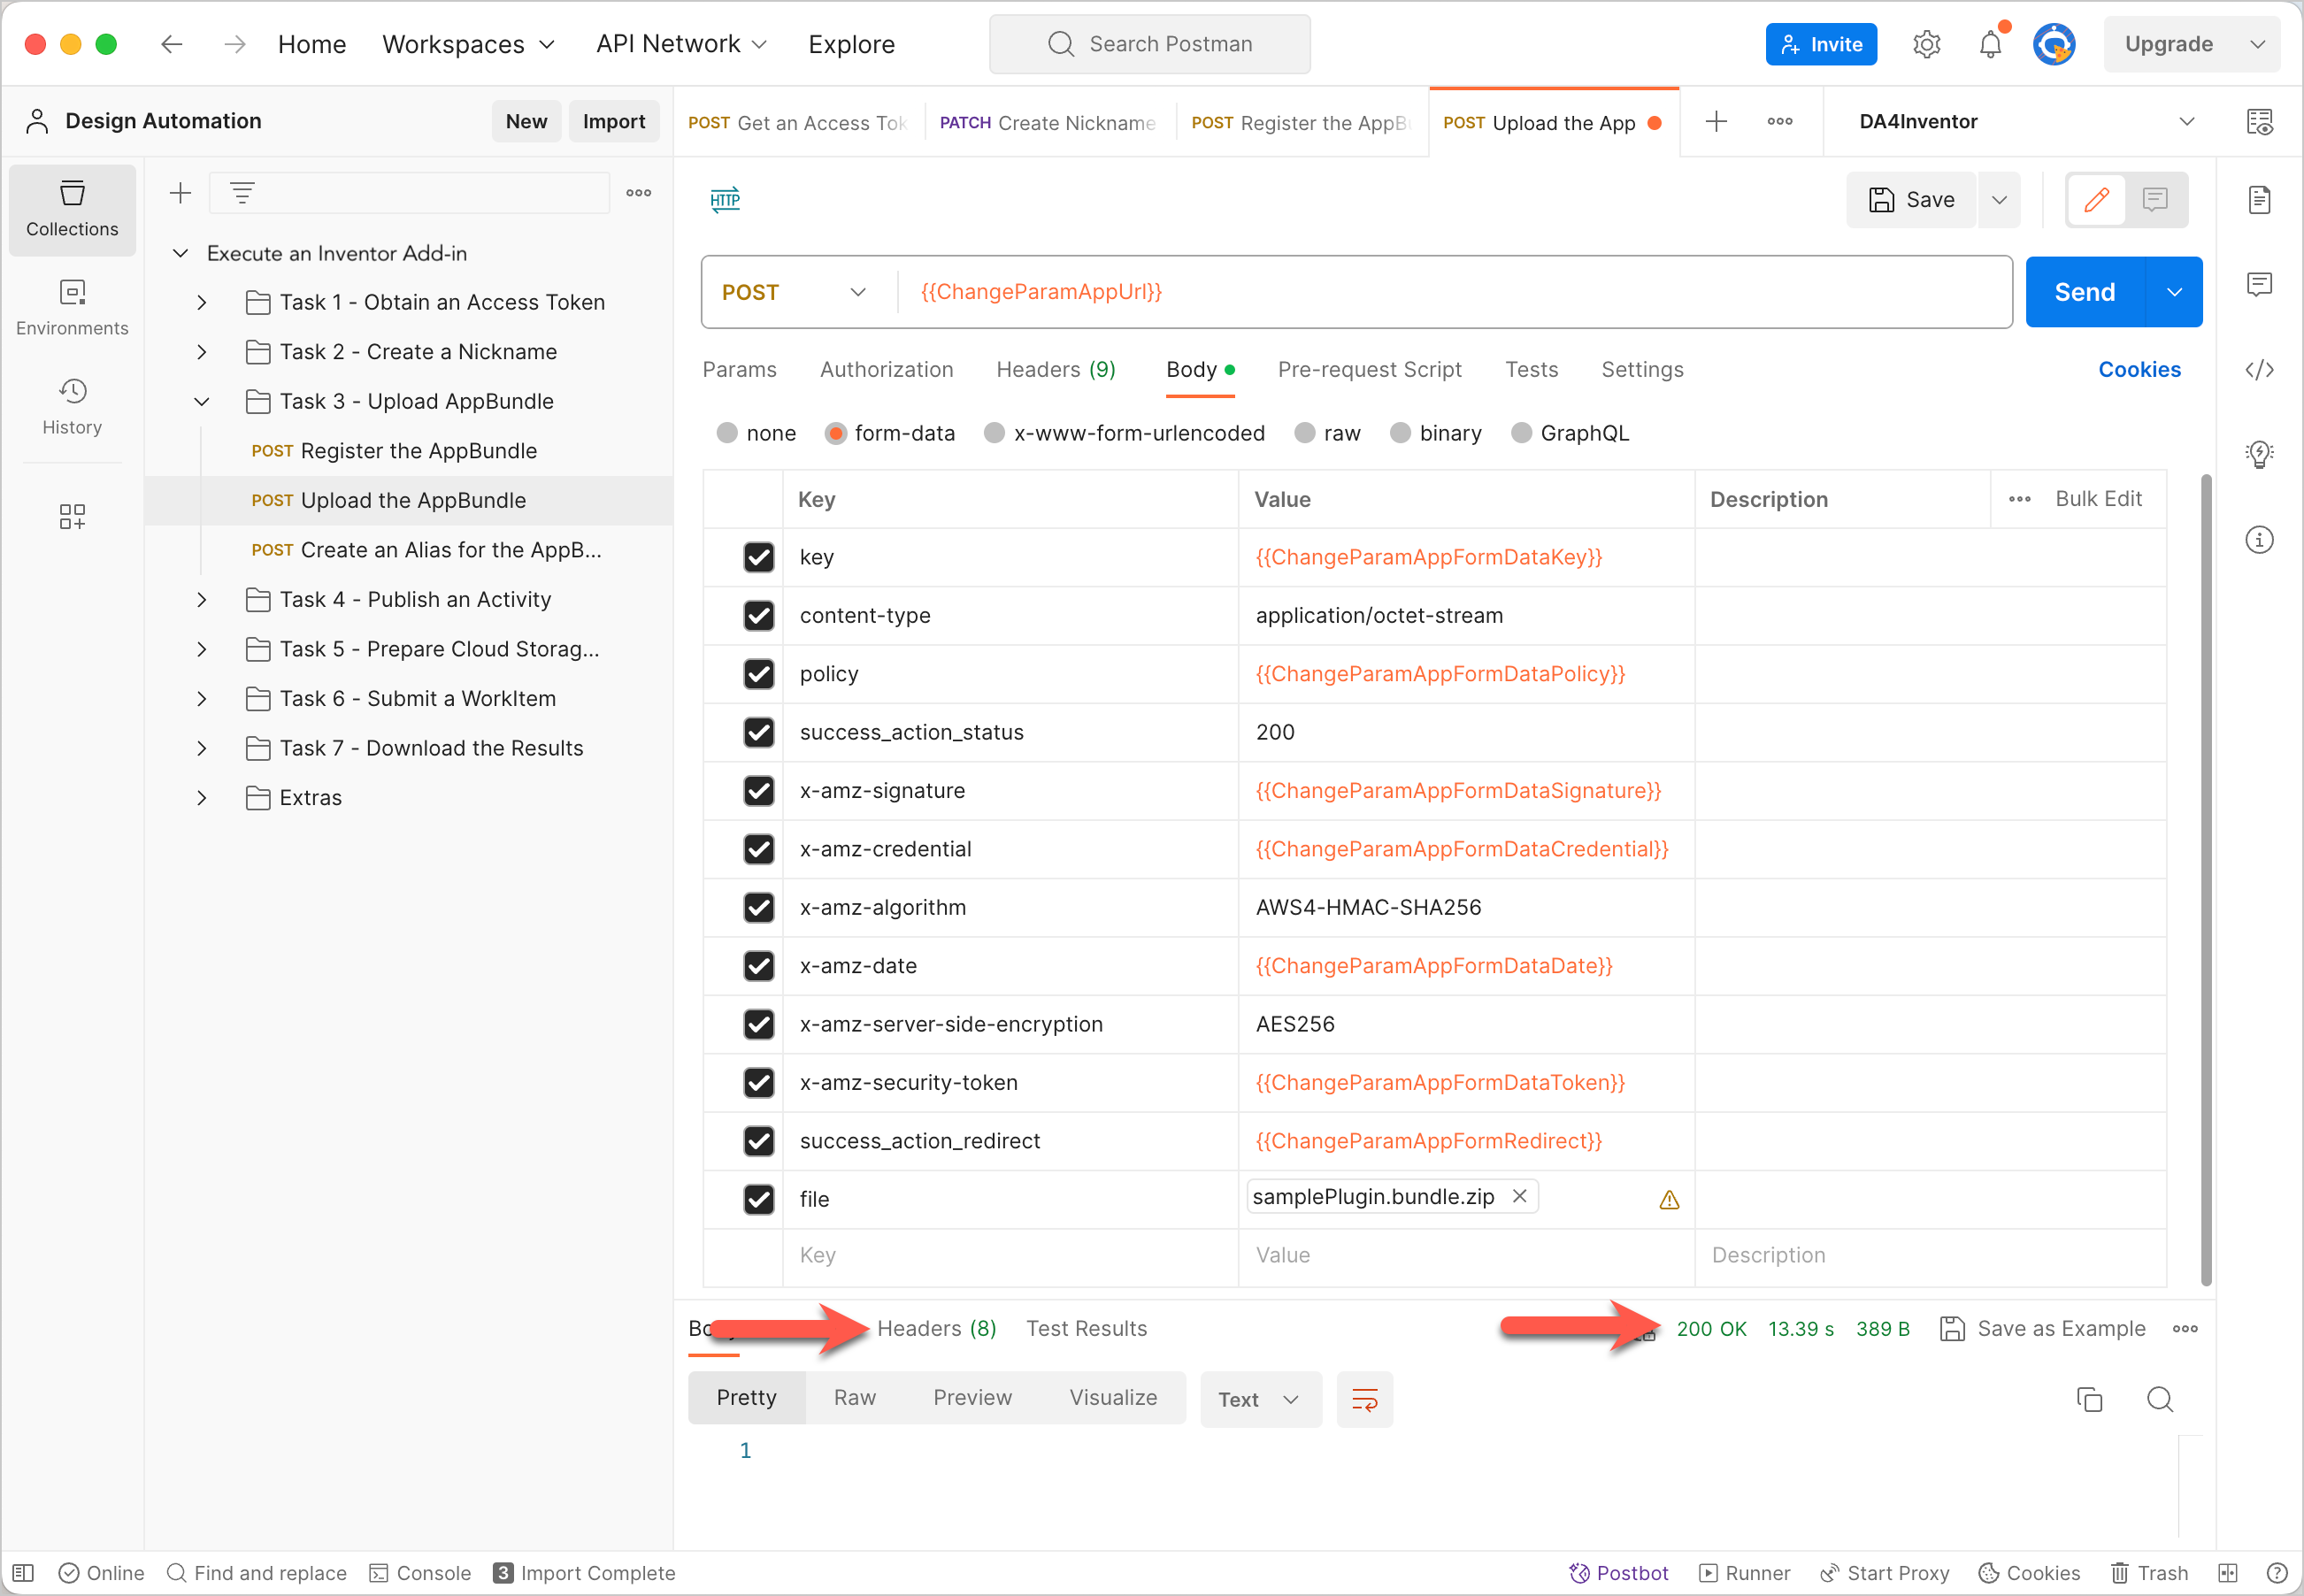 Home Workspaces API Network Explore Search Postman Invite Upgrade
Design Automation New Import
POST Get an Access Tok PATCH Create Nickname POST Register the AppBu POST Upload the App DA4Inventor
Collections
Environments
History
Execute an Inventor Add-in
Task 1 - Obtain an Access Token
Task 2 - Create a Nickname
Task 3 - Upload AppBundle
POST Register the AppBundle
POST Upload the AppBundle
POST Create an Alias for the AppB...
Task 4 - Publish an Activity
Task 5 - Prepare Cloud Storag...
Task 6 - Submit a WorkItem
Task 7 - Download the Results
Extras
HTTP Save
POST {{ChangeParamAppUrl}} Send
Params Authorization Headers (9) Body Pre-request Script Tests Settings Cookies
none form-data x-www-form-urlencoded raw binary GraphQL
Key Value Description Bulk Edit
key {{ChangeParamAppFormDataKey}}
content-type application/octet-stream
policy {{ChangeParamAppFormDataPolicy}}
success_action_status 200
x-amz-signature {{ChangeParamAppFormDataSignature}}
x-amz-credential {{ChangeParamAppFormDataCredential}}
x-amz-algorithm AWS4-HMAC-SHA256
x-amz-date {{ChangeParamAppFormDataDate}}
x-amz-server-side-encryption AES256
x-amz-security-token {{ChangeParamAppFormDataToken}}
success_action_redirect {{ChangeParamAppFormRedirect}}
file samplePlugin.bundle.zip
Key Value Description
Body Headers (8) Test Results 200 OK 13.39 s 389 B Save as Example
Pretty Raw Preview Visualize Text
1
Online Find and replace Console 3 Import Complete Postbot Runner Start Proxy Cookies Trash